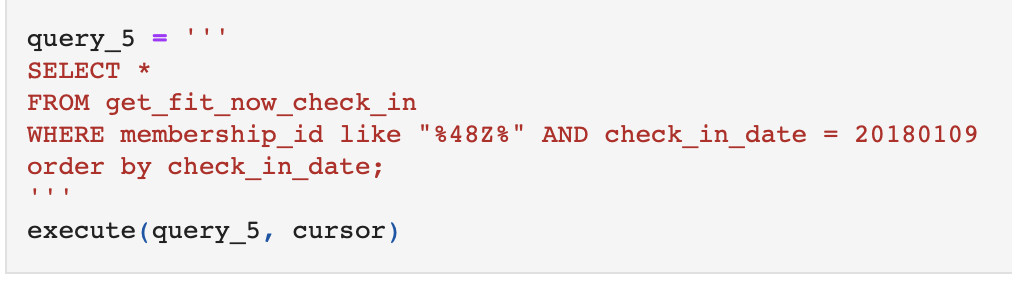 query_5 = '''
SELECT *
FROM get_fit_now_check_in
WHERE membership_id like "%48Z%" AND check_in_date = 20180109
order by check_in_date;
'''
execute(query_5, cursor)